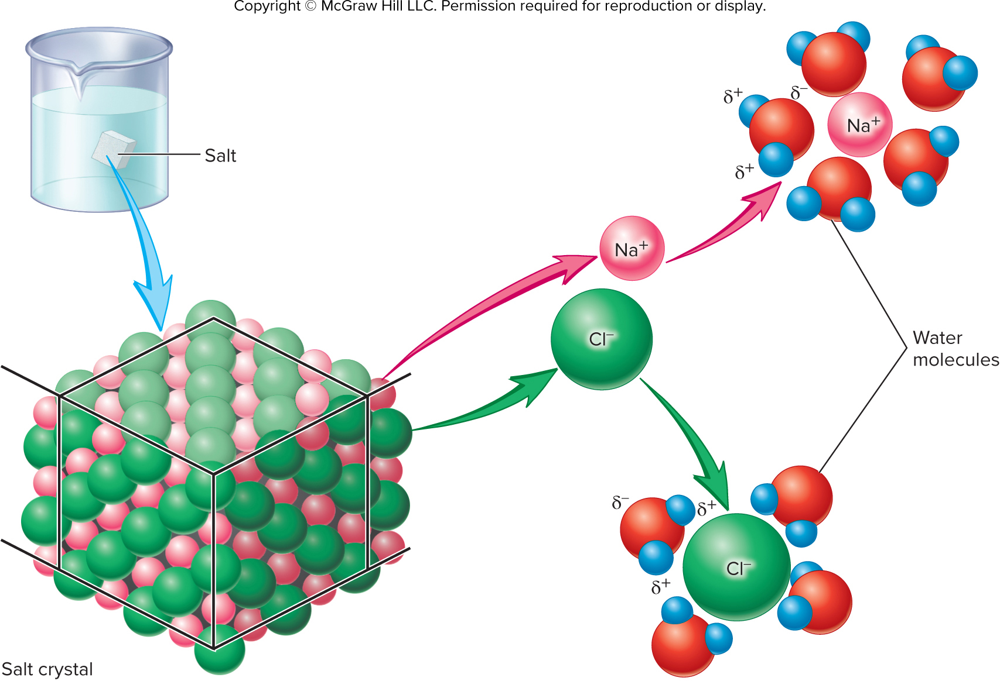 Copyright © McGraw Hill LLC. Permission required for reproduction or display.
Salt
δ⁺
δ⁻
Na⁺
δ⁺
Na⁺
Cl⁻
Water
molecules
δ⁻
δ⁺
Cl⁻
δ⁺
Salt crystal